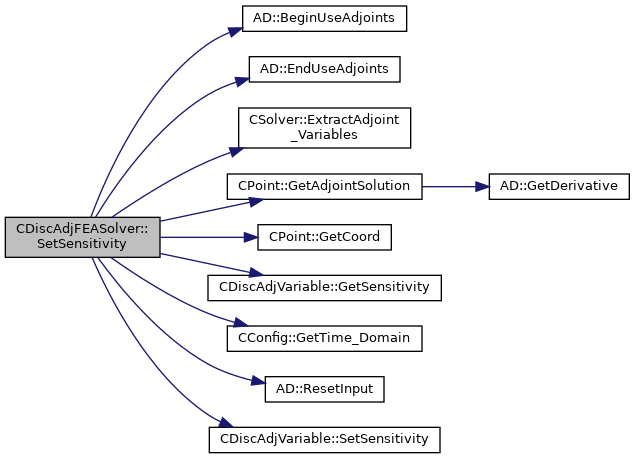 AD::BeginUseAdjoints
AD::EndUseAdjoints
CSolver::ExtractAdjoint
_Variables
CPoint::GetAdjointSolution
AD::GetDerivative
CDiscAdjFEASolver::
SetSensitivity
CPoint::GetCoord
CDiscAdjVariable::GetSensitivity
CConfig::GetTime_Domain
AD::ResetInput
CDiscAdjVariable::SetSensitivity